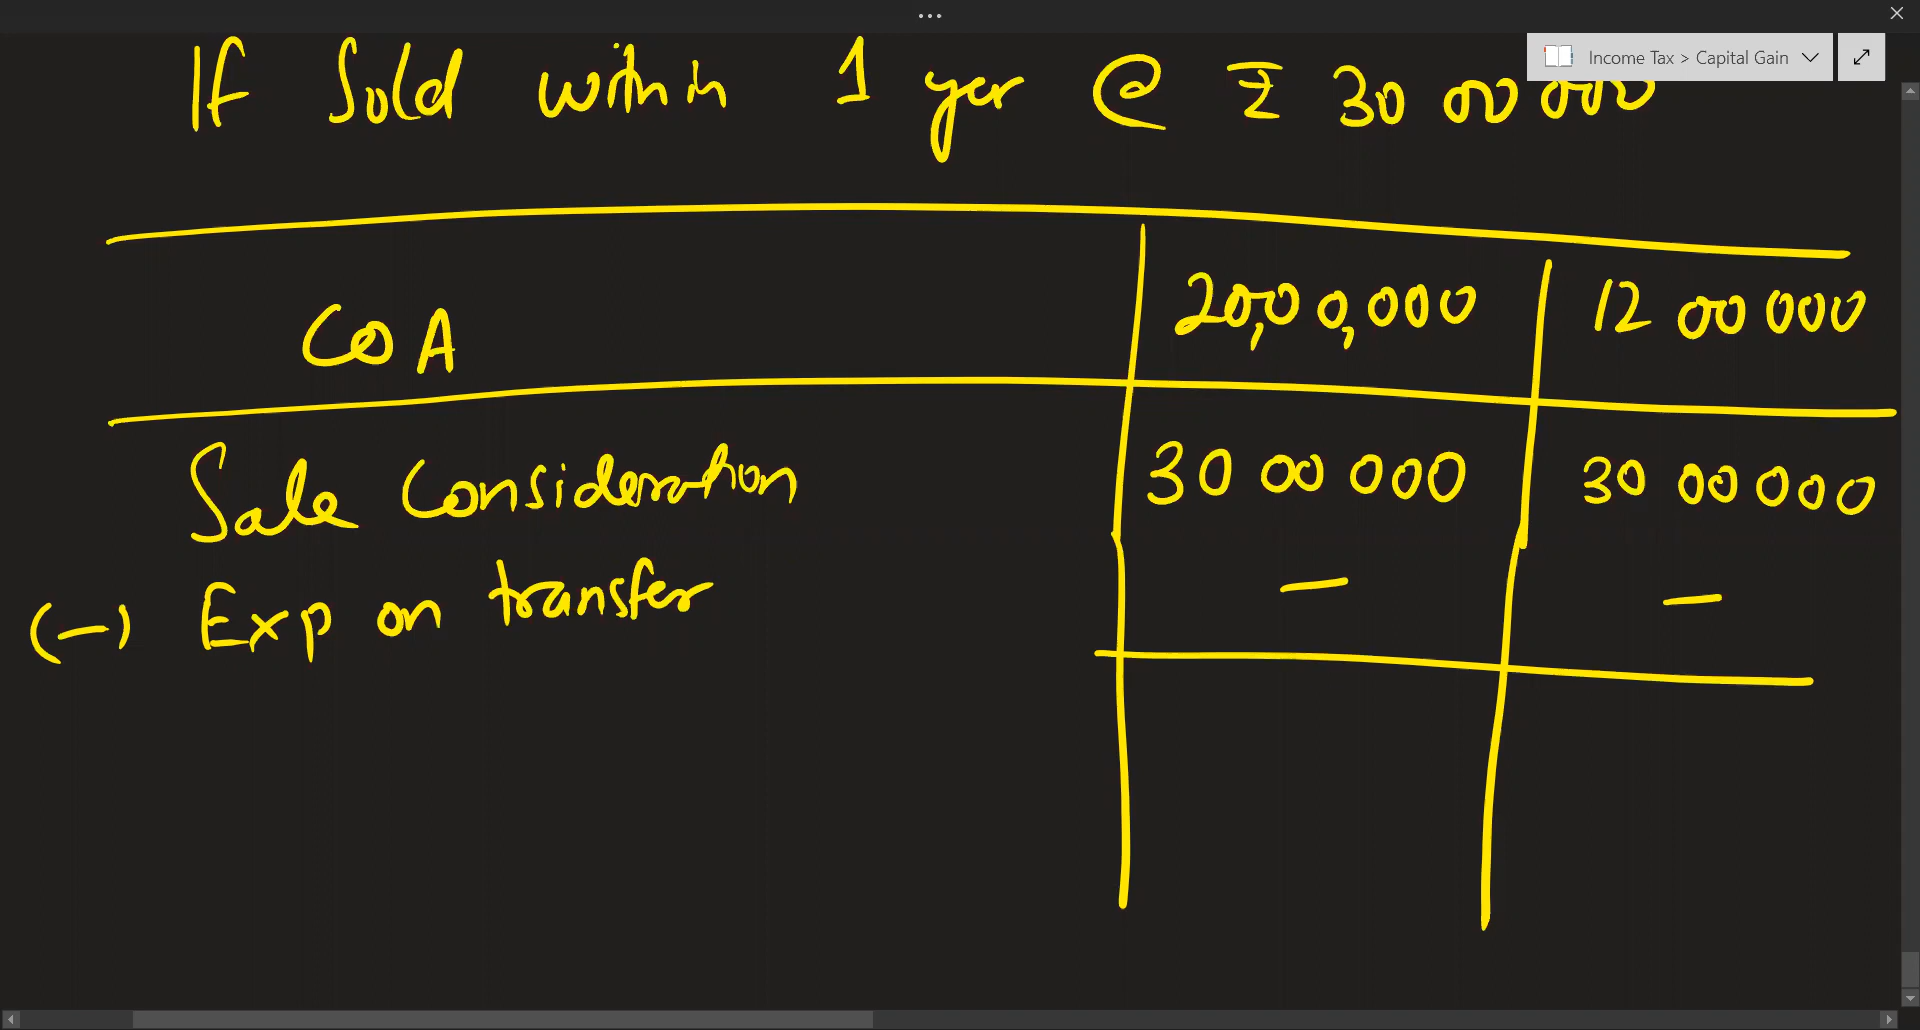 Income Tax > Capital Gain
If Sold within 1 yer @ ₹ 30 00 000
CoA 20,00,000 12 00 000
Sale Consideration 30 00 000 30 00 000
(-) Exp on transfer — —